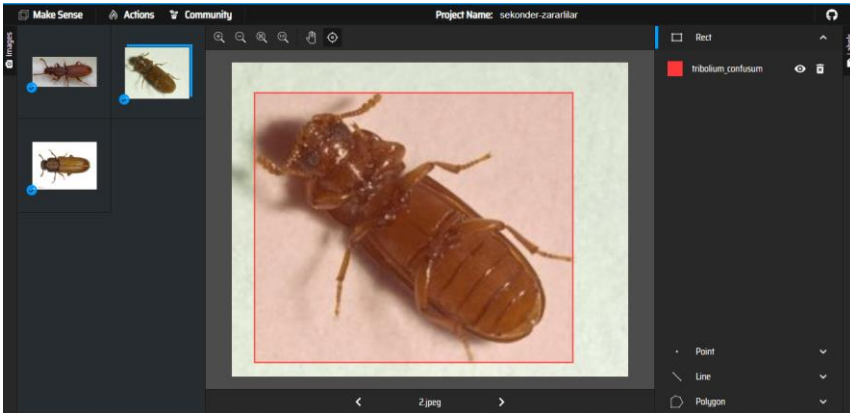 Make Sense Actions Community Project Name: sekonder-zararlilar
Images
Rect
tribolium_confusum
Point
Line
Polygon
2.jpeg